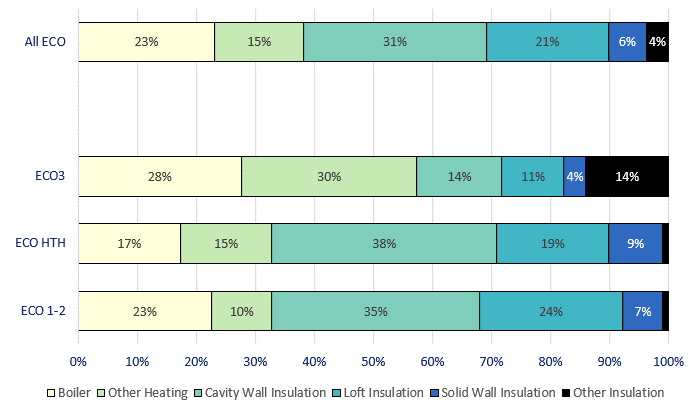 All ECO 23% 15% 31% 21% 6% 4%
ECO3 28% 30% 14% 11% 4% 14%
ECO HTH 17% 15% 38% 19% 9%
ECO 1-2 23% 10% 35% 24% 7%
0% 10% 20% 30% 40% 50% 60% 70% 80% 90% 100%
Boiler Other Heating Cavity Wall Insulation Loft Insulation Solid Wall Insulation Other Insulation